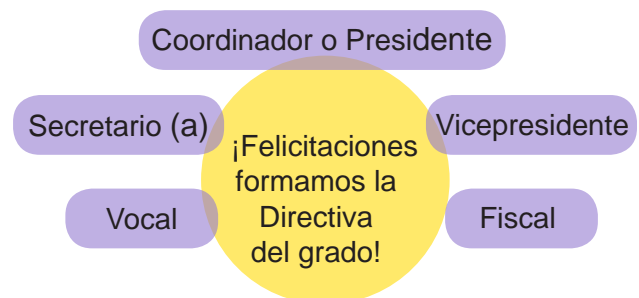 Coordinador o Presidente
Secretario (a)
Vicepresidente
¡Felicitaciones
formamos la
Directiva
del grado!
Vocal
Fiscal